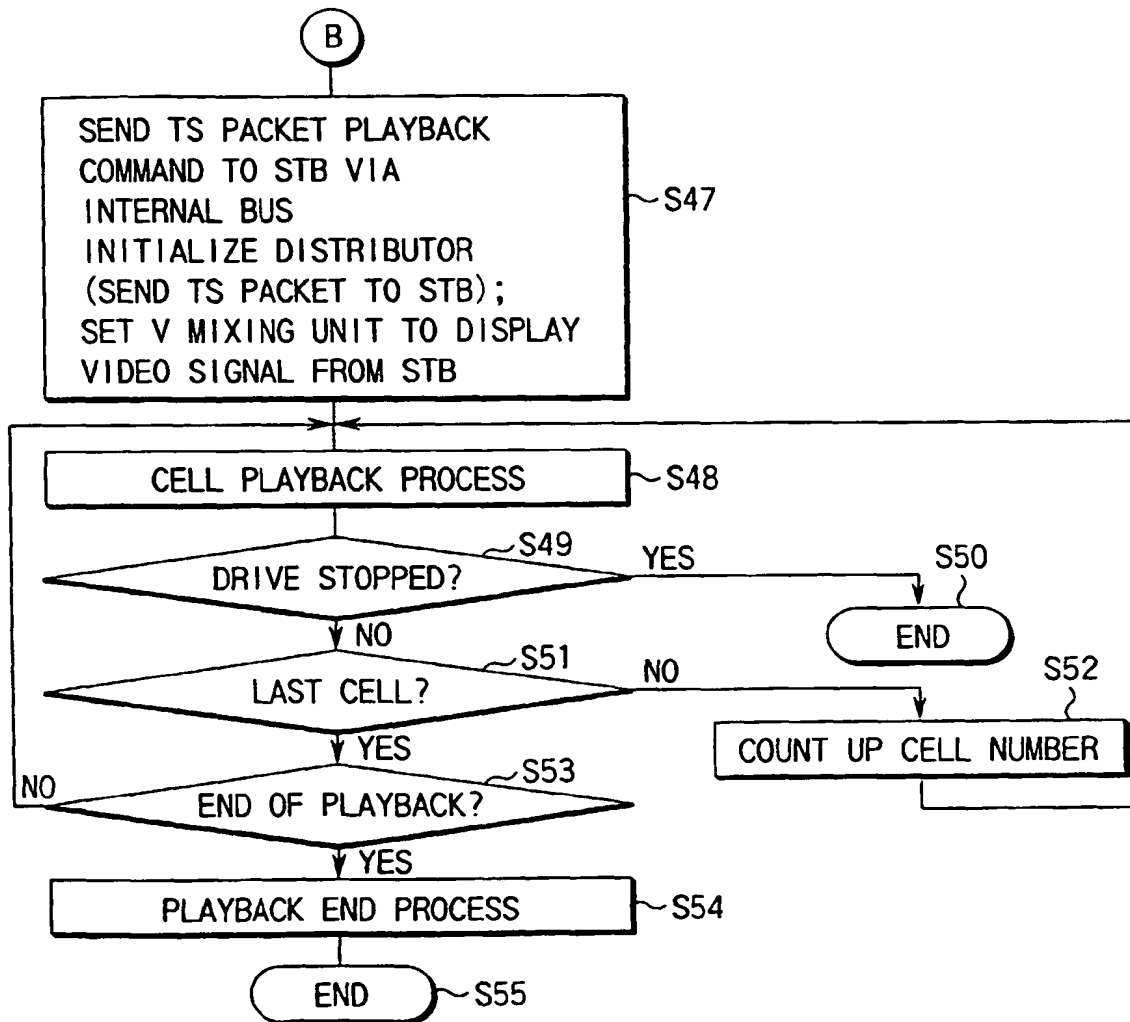 B
SEND TS PACKET PLAYBACK
COMMAND TO STB VIA
INTERNAL BUS
INITIALIZE DISTRIBUTOR
(SEND TS PACKET TO STB);
SET V MIXING UNIT TO DISPLAY
VIDEO SIGNAL FROM STB
S47
CELL PLAYBACK PROCESS
S48
S49
DRIVE STOPPED?
YES
S50
END
NO
S51
LAST CELL?
NO
S52
COUNT UP CELL NUMBER
YES
S53
NO
END OF PLAYBACK?
YES
PLAYBACK END PROCESS
S54
END
S55